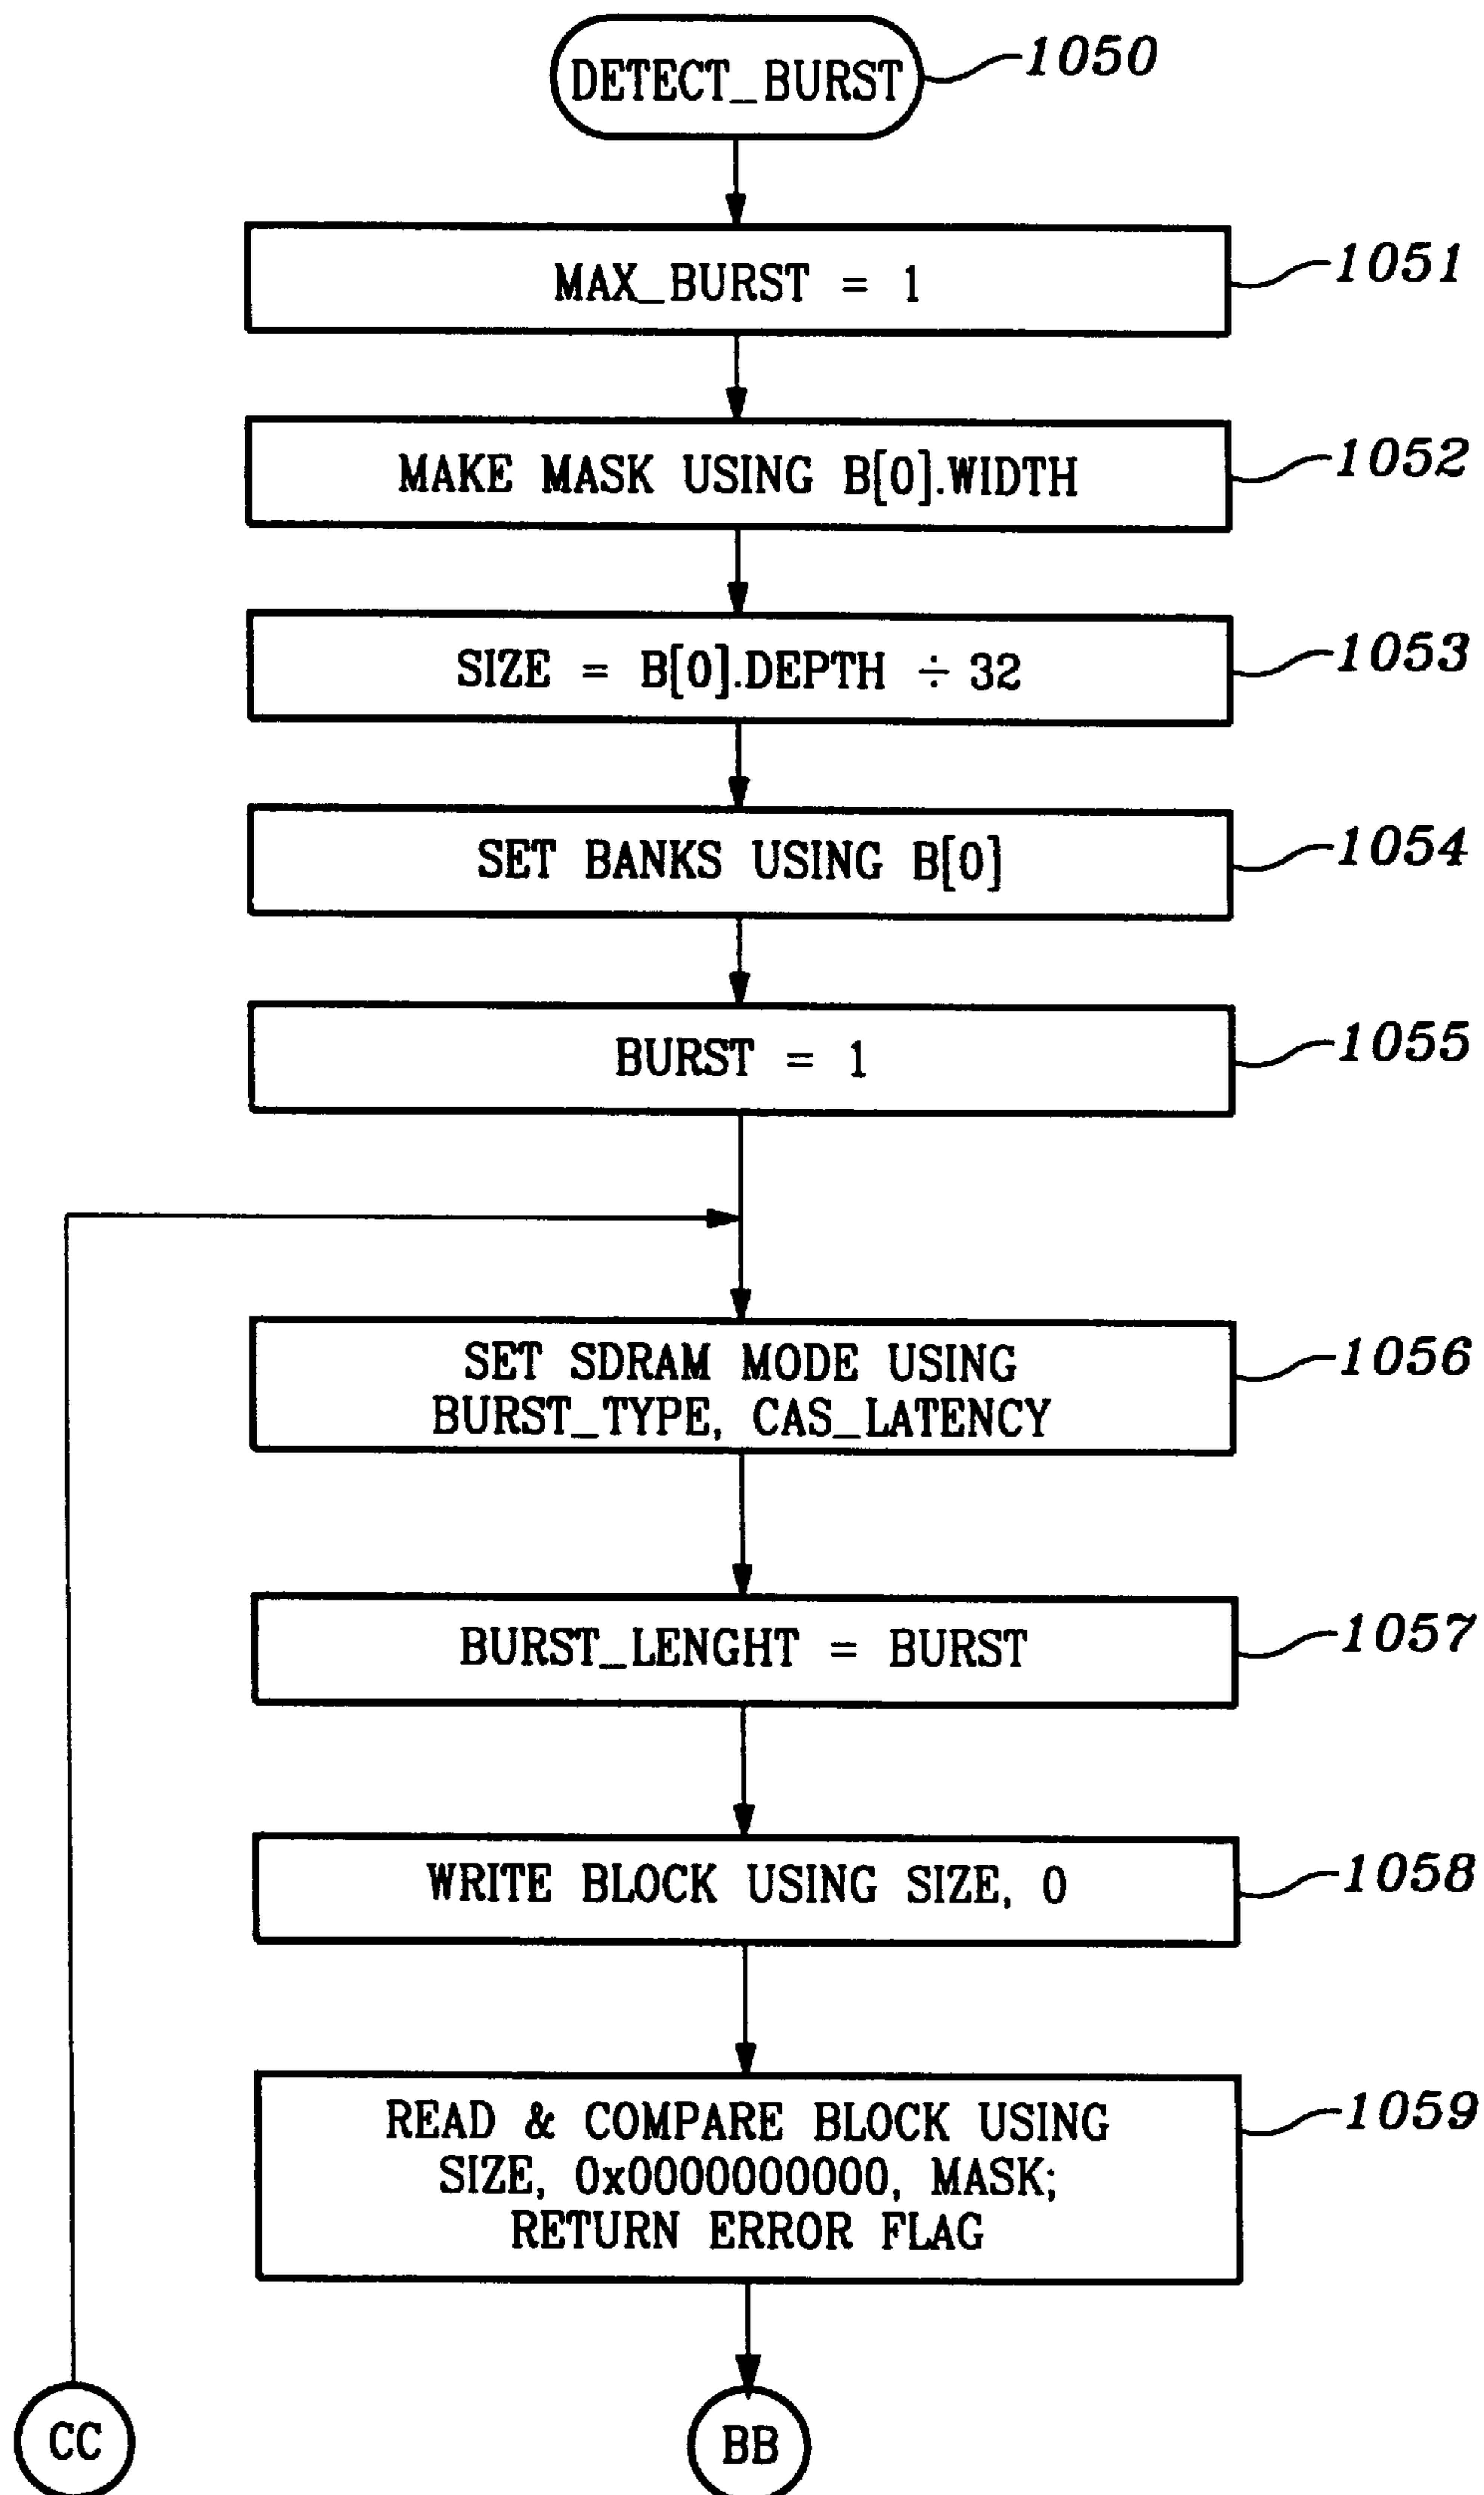 DETECT_BURST
1050
MAX_BURST = 1
1051
MAKE MASK USING B[0].WIDTH
1052
SIZE = B[0].DEPTH ÷ 32
1053
SET BANKS USING B[0]
1054
BURST = 1
1055
SET SDRAM MODE USING
BURST_TYPE, CAS_LATENCY
1056
BURST_LENGHT = BURST
1057
WRITE BLOCK USING SIZE, 0
1058
READ & COMPARE BLOCK USING
SIZE, 0x0000000000, MASK;
RETURN ERROR FLAG
1059
CC
BB